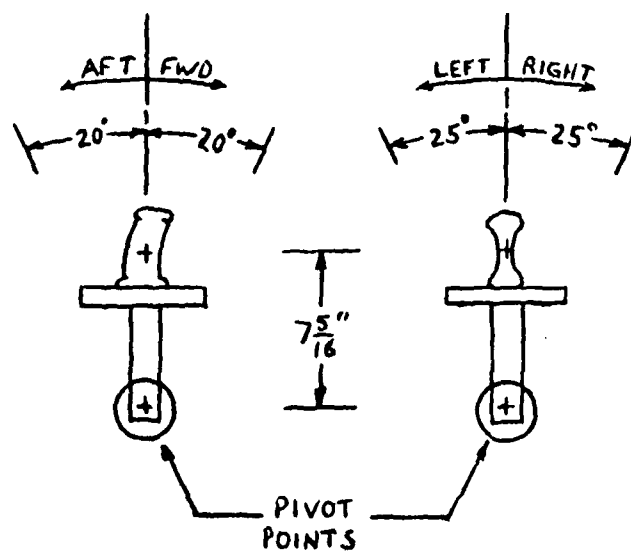 AFT FWD
LEFT RIGHT
20° 20°
25° 25°
7 5/16"
PIVOT
POINTS